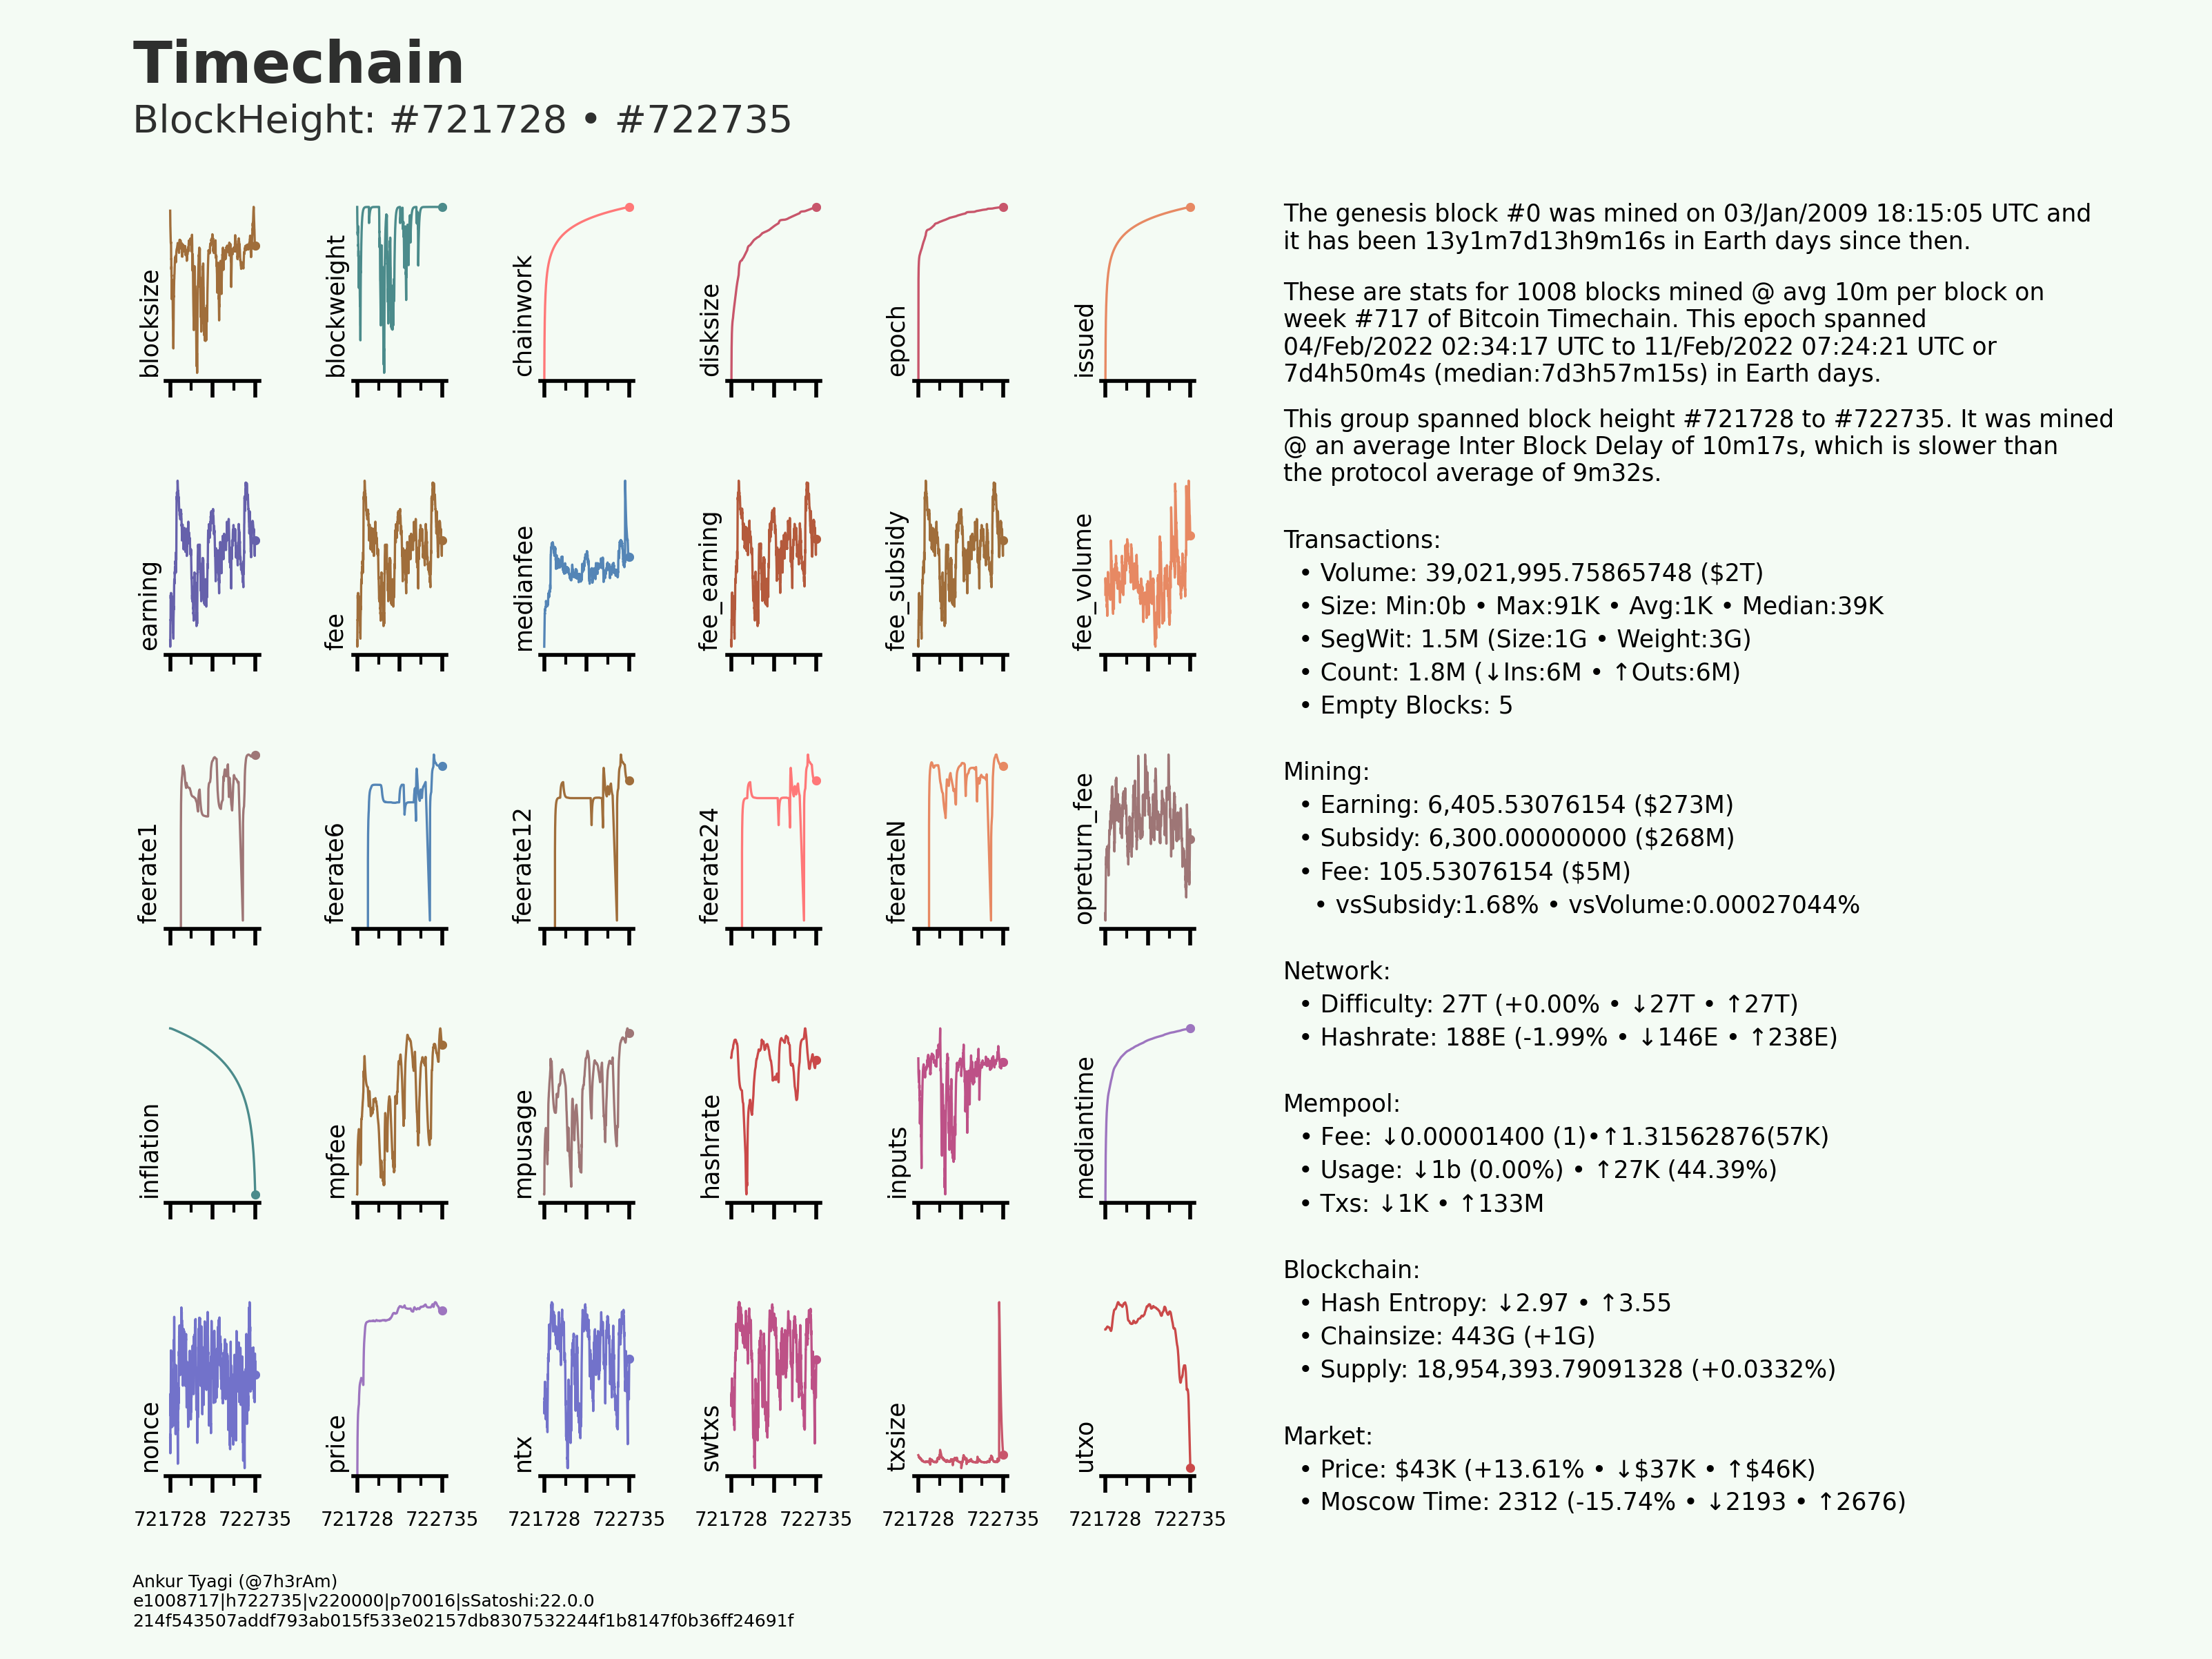 Timechain
BlockHeight: #721728 • #722735
blocksize
blockweight
chainwork
disksize
epoch
issued
earning
fee
medianfee
fee_earning
fee_subsidy
fee_volume
feerate1
feerate6
feerate12
feerate24
feerateN
opreturn_fee
inflation
mpfee
mpusage
hashrate
inputs
mediantime
nonce
price
ntx
swtxs
txsize
utxo
721728 722735 721728 722735 721728 722735 721728 722735 721728 722735 721728 722735
The genesis block #0 was mined on 03/Jan/2009 18:15:05 UTC and
it has been 13y1m7d13h9m16s in Earth days since then.
These are stats for 1008 blocks mined @ avg 10m per block on
week #717 of Bitcoin Timechain. This epoch spanned
04/Feb/2022 02:34:17 UTC to 11/Feb/2022 07:24:21 UTC or
7d4h50m4s (median:7d3h57m15s) in Earth days.
This group spanned block height #721728 to #722735. It was mined
@ an average Inter Block Delay of 10m17s, which is slower than
the protocol average of 9m32s.
Transactions:
• Volume: 39,021,995.75865748 ($2T)
• Size: Min:0b • Max:91K • Avg:1K • Median:39K
• SegWit: 1.5M (Size:1G • Weight:3G)
• Count: 1.8M (↓Ins:6M • ↑Outs:6M)
• Empty Blocks: 5
Mining:
• Earning: 6,405.53076154 ($273M)
• Subsidy: 6,300.00000000 ($268M)
• Fee: 105.53076154 ($5M)
• vsSubsidy:1.68% • vsVolume:0.00027044%
Network:
• Difficulty: 27T (+0.00% • ↓27T • ↑27T)
• Hashrate: 188E (-1.99% • ↓146E • ↑238E)
Mempool:
• Fee: ↓0.00001400 (1)•↑1.31562876(57K)
• Usage: ↓1b (0.00%) • ↑27K (44.39%)
• Txs: ↓1K • ↑133M
Blockchain:
• Hash Entropy: ↓2.97 • ↑3.55
• Chainsize: 443G (+1G)
• Supply: 18,954,393.79091328 (+0.0332%)
Market:
• Price: $43K (+13.61% • ↓$37K • ↑$46K)
• Moscow Time: 2312 (-15.74% • ↓2193 • ↑2676)
Ankur Tyagi (@7h3rAm)
e1008717|h722735|v220000|p70016|sSatoshi:22.0.0
214f543507addf793ab015f533e02157db8307532244f1b8147f0b36ff24691f